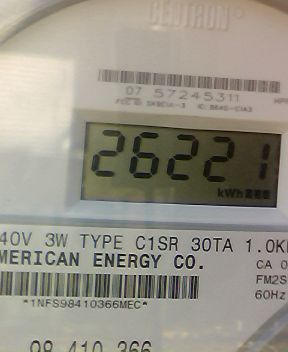 CENTRON®
07 57245311
26221
kWh
40V 3W TYPE C1SR 30TA 1.0K
MERICAN ENERGY CO.
CA 0
FM2S
*1NFS98410366MEC*
60Hz
98 410 366